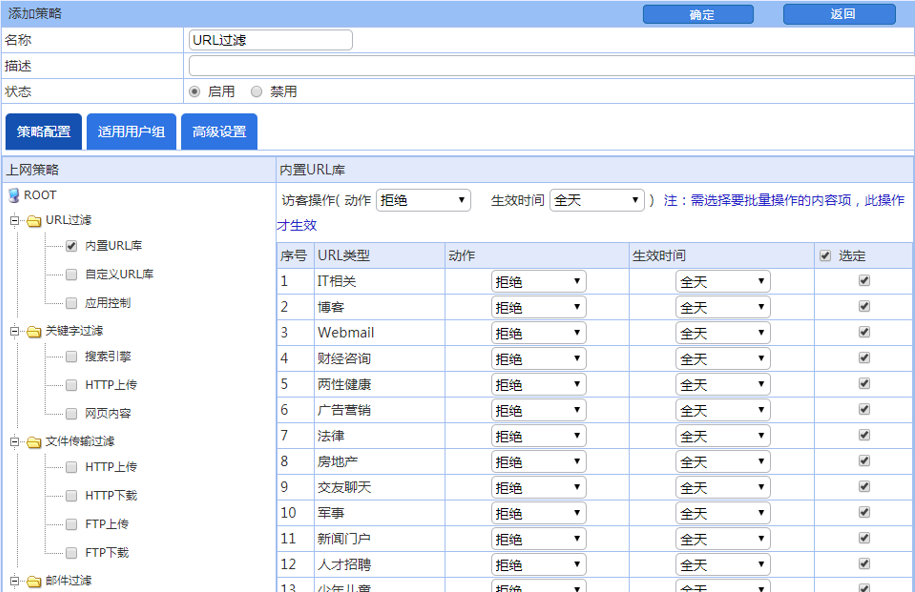 添加策略 确定 返回
名称 URL过滤
描述
状态 启用 禁用
策略配置 适用用户组 高级设置
上网策略
ROOT
URL过滤
内置URL库
自定义URL库
应用控制
关键字过滤
搜索引擎
HTTP上传
网页内容
文件传输过滤
HTTP上传
HTTP下载
FTP上传
FTP下载
邮件过滤
内置URL库
访客操作( 动作 拒绝 生效时间 全天 ) 注：需选择要批量操作的内容项，此操作
才生效
序号 URL类型 动作 生效时间 选定
1 IT相关 拒绝 全天
2 博客 拒绝 全天
3 Webmail 拒绝 全天
4 财经咨询 拒绝 全天
5 两性健康 拒绝 全天
6 广告营销 拒绝 全天
7 法律 拒绝 全天
8 房地产 拒绝 全天
9 交友聊天 拒绝 全天
10 军事 拒绝 全天
11 新闻门户 拒绝 全天
12 人才招聘 拒绝 全天
13 少年儿童 拒绝 全天